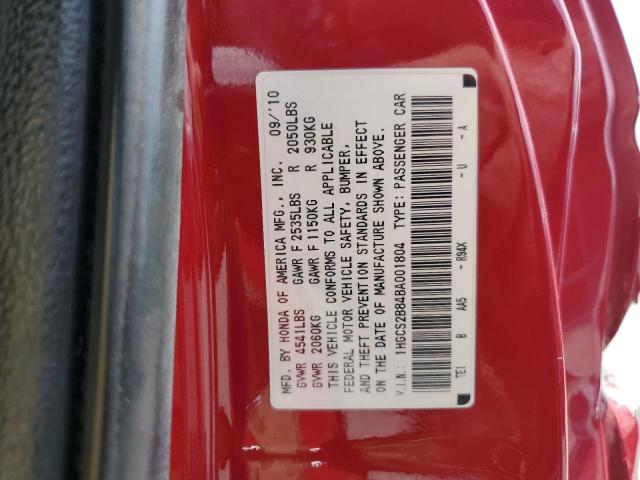 MFD. BY HONDA OF AMERICA MFG., INC. 09/'10
GVWR 4541LBS GAWR F 2535LBS R 2050LBS
GVWR 2060KG GAWR F 1150KG R 930KG
THIS VEHICLE CONFORMS TO ALL APPLICABLE
FEDERAL MOTOR VEHICLE SAFETY, BUMPER,
AND THEFT PREVENTION STANDARDS IN EFFECT
ON THE DATE OF MANUFACTURE SHOWN ABOVE.
V.I.N.: 1HGCS2B84BA001804 TYPE: PASSENGER CAR
TE1 B AA5 - R94X - U - A